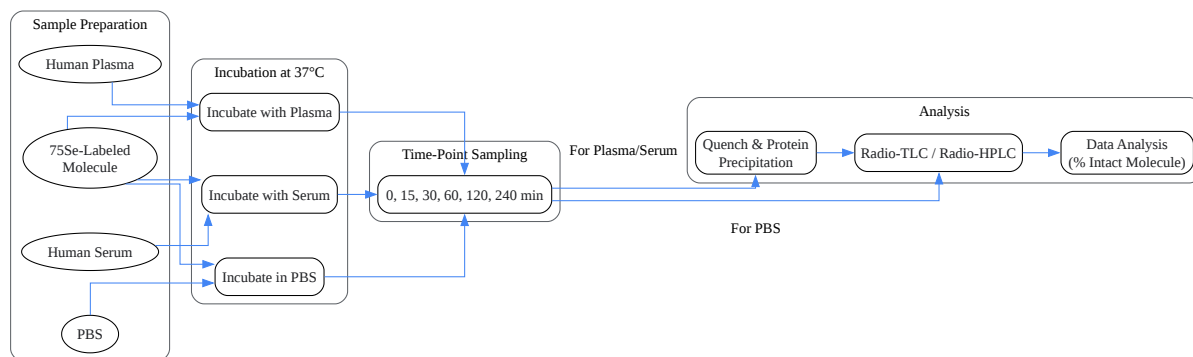 Sample Preparation
Human Plasma
75Se-Labeled
Molecule
Human Serum
PBS
Incubation at 37°C
Incubate with Plasma
Incubate with Serum
Incubate in PBS
Time-Point Sampling
0, 15, 30, 60, 120, 240 min
For Plasma/Serum
For PBS
Analysis
Quench & Protein
Precipitation
Radio-TLC / Radio-HPLC
Data Analysis
(% Intact Molecule)